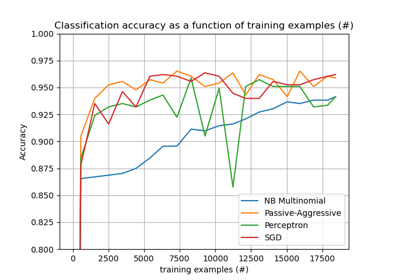 Classification accuracy as a function of training examples (#)
1.000
0.975
0.950
0.925
0.900
0.875
0.850
0.825
0.800
Accuracy
NB Multinomial
Passive-Aggressive
Perceptron
SGD
0
2500
5000
7500
10000
12500
15000
17500
training examples (#)